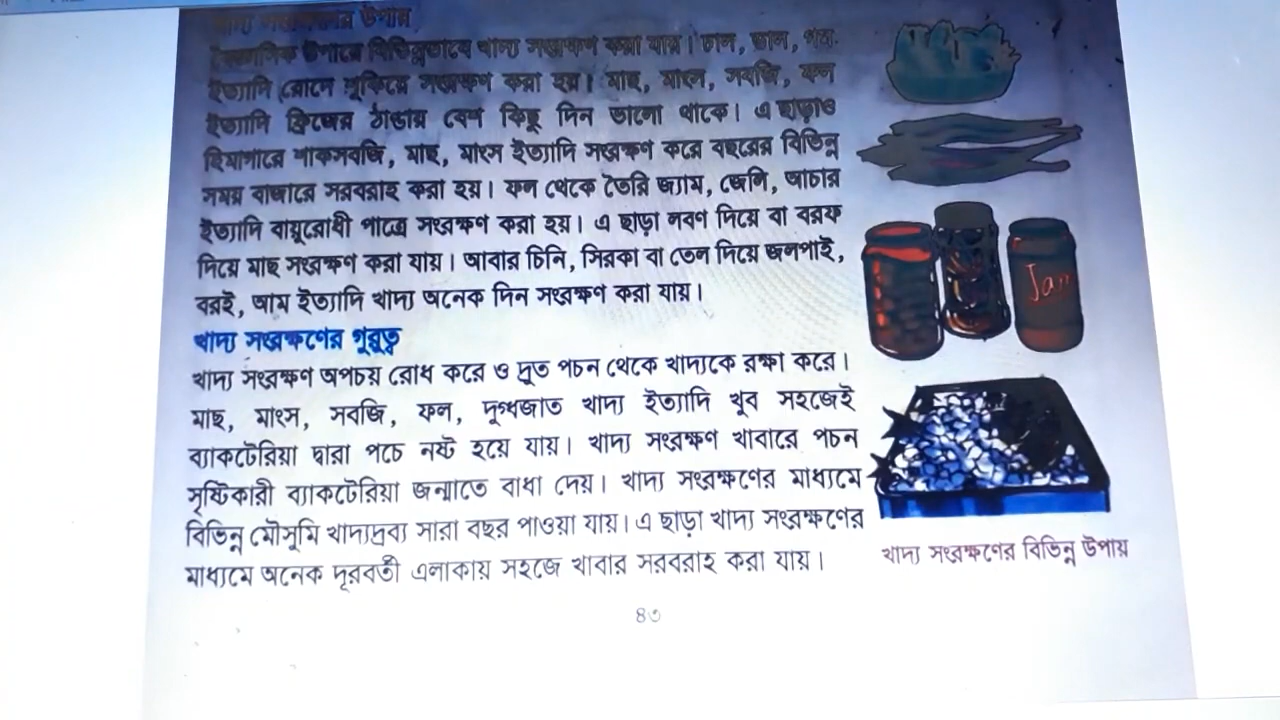 খাদ্য সংরক্ষণের উপায়
বৈজ্ঞানিক উপায়ে বিভিন্নভাবে খাদ্য সংরক্ষণ করা যায়। চাল, ডাল, গম
ইত্যাদি রোদে শুকিয়ে সংরক্ষণ করা হয়। মাছ, মাংস, সবজি, ফল
ইত্যাদি ফ্রিজের ঠান্ডায় বেশ কিছু দিন ভালো থাকে। এ ছাড়াও
হিমাগারে শাকসবজি, মাছ, মাংস ইত্যাদি সংরক্ষণ করে বছরের বিভিন্ন
সময় বাজারে সরবরাহ করা হয়। ফল থেকে তৈরি জ্যাম, জেলি, আচার
ইত্যাদি বায়ুরোধী পাত্রে সংরক্ষণ করা হয়। এ ছাড়া লবণ দিয়ে বা বরফ
দিয়ে মাছ সংরক্ষণ করা যায়। আবার চিনি, সিরকা বা তেল দিয়ে জলপাই,
বরই, আম ইত্যাদি খাদ্য অনেক দিন সংরক্ষণ করা যায়।
Jam
খাদ্য সংরক্ষণের গুরুত্ব
খাদ্য সংরক্ষণ অপচয় রোধ করে ও দ্রুত পচন থেকে খাদ্যকে রক্ষা করে।
মাছ, মাংস, সবজি, ফল, দুগ্ধজাত খাদ্য ইত্যাদি খুব সহজেই
ব্যাকটেরিয়া দ্বারা পচে নষ্ট হয়ে যায়। খাদ্য সংরক্ষণ খাবারে পচন
সৃষ্টিকারী ব্যাকটেরিয়া জন্মাতে বাধা দেয়। খাদ্য সংরক্ষণের মাধ্যমে
বিভিন্ন মৌসুমি খাদ্যদ্রব্য সারা বছর পাওয়া যায়। এ ছাড়া খাদ্য সংরক্ষণের
মাধ্যমে অনেক দূরবর্তী এলাকায় সহজে খাবার সরবরাহ করা যায়।
খাদ্য সংরক্ষণের বিভিন্ন উপায়
৪৩